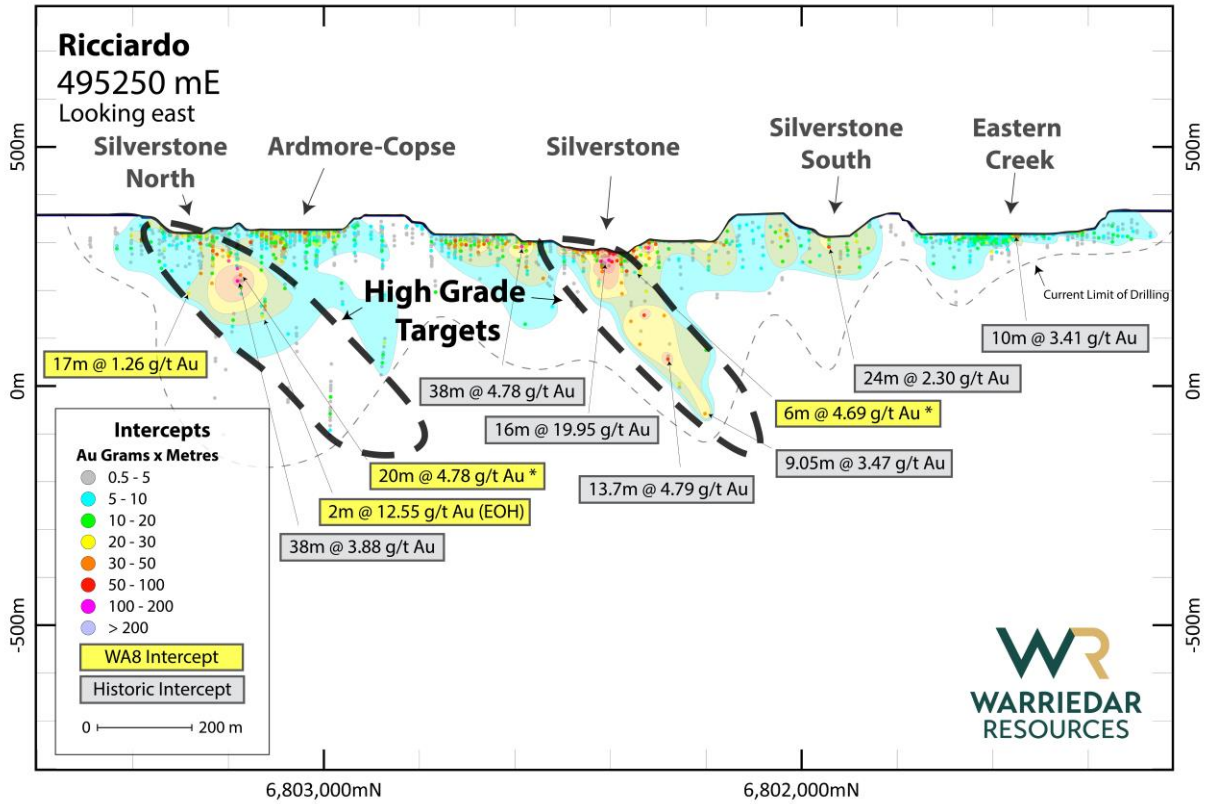 Ricciardo
495250 mE
Looking east
Silverstone
North
Ardmore-Copse
Silverstone
Silverstone
South
Eastern
Creek
500m
500m
0m
0m
-500m
-500m
High Grade
Targets
Current Limit of Drilling
17m @ 1.26 g/t Au
38m @ 4.78 g/t Au
16m @ 19.95 g/t Au
20m @ 4.78 g/t Au *
2m @ 12.55 g/t Au (EOH)
38m @ 3.88 g/t Au
13.7m @ 4.79 g/t Au
9.05m @ 3.47 g/t Au
6m @ 4.69 g/t Au *
24m @ 2.30 g/t Au
10m @ 3.41 g/t Au
Intercepts
Au Grams x Metres
0.5 - 5
5 - 10
10 - 20
20 - 30
30 - 50
50 - 100
100 - 200
> 200
WA8 Intercept
Historic Intercept
0 200 m
WR
WARRIEDAR
RESOURCES
6,803,000mN
6,802,000mN